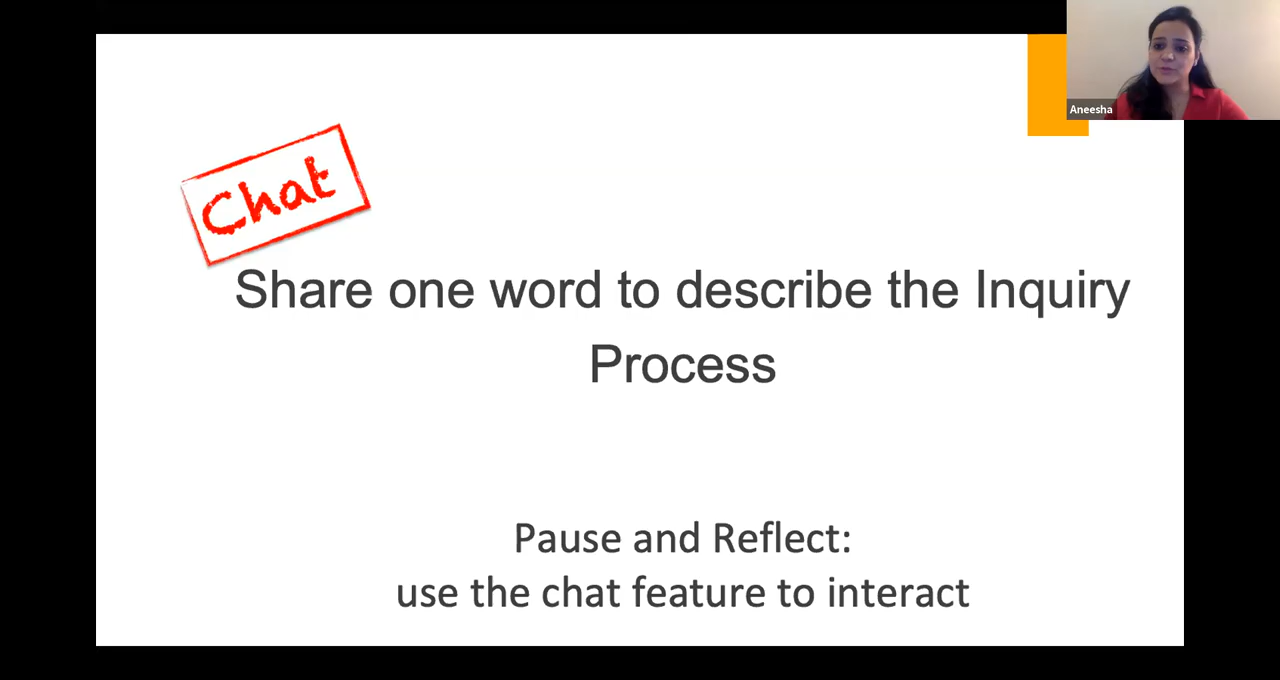 Aneesha
Chat
Share one word to describe the Inquiry
Process
Pause and Reflect:
use the chat feature to interact